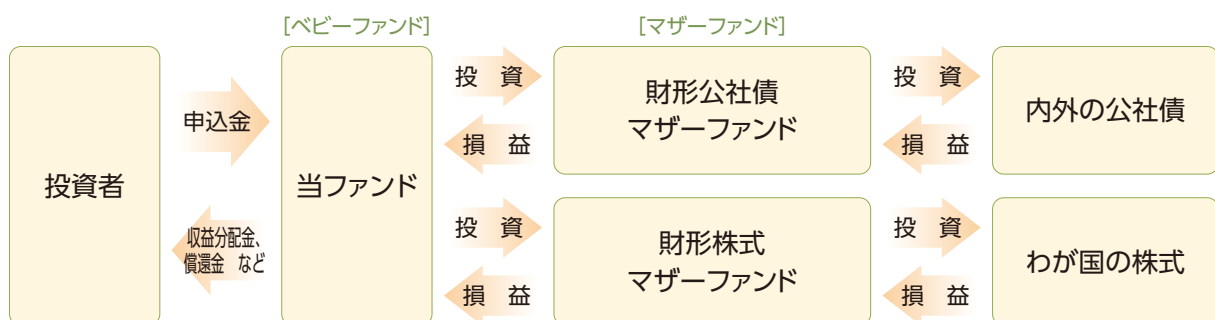 [ベビーファンド]
[マザーファンド]
投資者
申込金
収益分配金、
償還金 など
当ファンド
投 資
損 益
財形公社債
マザーファンド
投 資
損 益
内外の公社債
投 資
損 益
財形株式
マザーファンド
投 資
損 益
わが国の株式